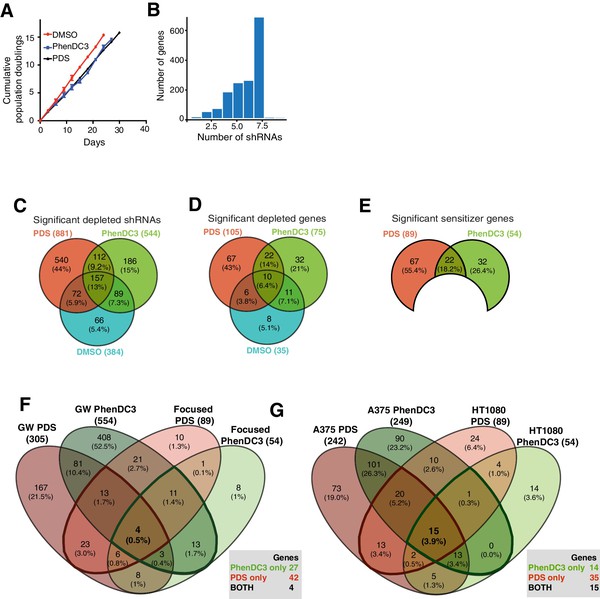 A
Cumulative
population doublings
15
10
5
0
DMSO
PhenDC3
PDS
0
10
20
30
40
Days
B
Number of genes
600
400
200
0
2.5
5.0
7.5
Number of shRNAs
C
Significant depleted shRNAs
PDS (881)
PhenDC3 (544)
540
(44%)
112
(9.2%)
186
(15%)
157
(13%)
72
(5.9%)
89
(7.3%)
66
(5.4%)
DMSO (384)
D
Significant depleted genes
PDS (105)
PhenDC3 (75)
67
(43%)
22
(14%)
32
(21%)
10
(6.4%)
6
(3.8%)
11
(7.1%)
8
(5.1%)
DMSO (35)
E
Significant sensitizer genes
PDS (89)
PhenDC3 (54)
67
(55.4%)
22
(18.2%)
32
(26.4%)
F
GW PDS
(305)
GW PhenDC3
(554)
Focused
PDS (89)
Focused
PhenDC3 (54)
408
(52.5%)
10
(1.3%)
81
(10.4%)
21
(2.7%)
1
(0.1%)
167
(21.5%)
13
(1.7%)
11
(1.4%)
8
(1%)
4
(0.5%)
23
(3.0%)
13
(1.7%)
6
(0.8%)
3
(0.4%)
8
(1%)
Genes
PhenDC3 only 27
PDS only 42
BOTH 4
G
A375 PDS
(242)
A375 PhenDC3
(249)
HT1080
PDS (89)
HT1080
PhenDC3 (54)
90
(23.2%)
24
(6.4%)
101
(26.3%)
10
(2.6%)
4
(1.0%)
73
(19.0%)
20
(5.2%)
1
(0.3%)
14
(3.6%)
15
(3.9%)
13
(3.4%)
0
(0.0%)
2
(0.5%)
13
(3.4%)
5
(1.3%)
Genes
PhenDC3 only 14
PDS only 35
BOTH 15